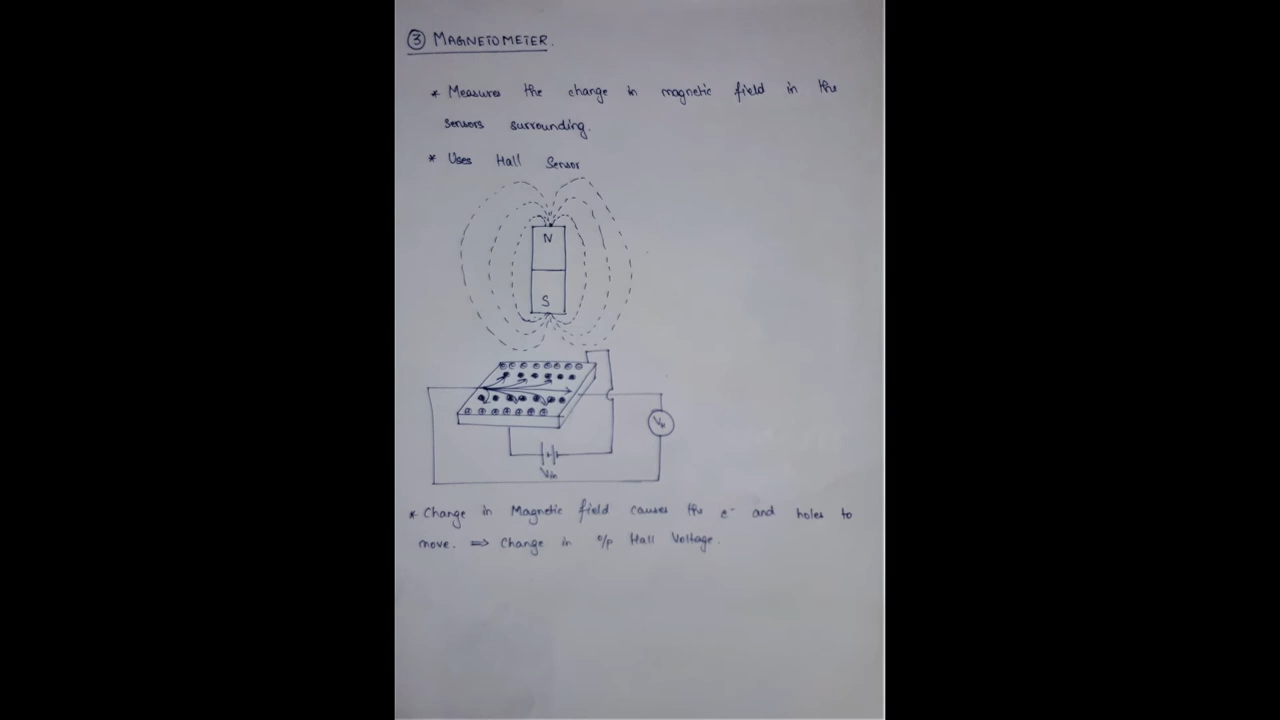 ③ MAGNETOMETER.
* Measures the change in magnetic field in the
sensors surrounding.
* Uses Hall Sensor
N
S
VH
Vin
* Change in Magnetic field causes the e⁻ and holes to
move. ⇒ Change in o/p Hall Voltage.